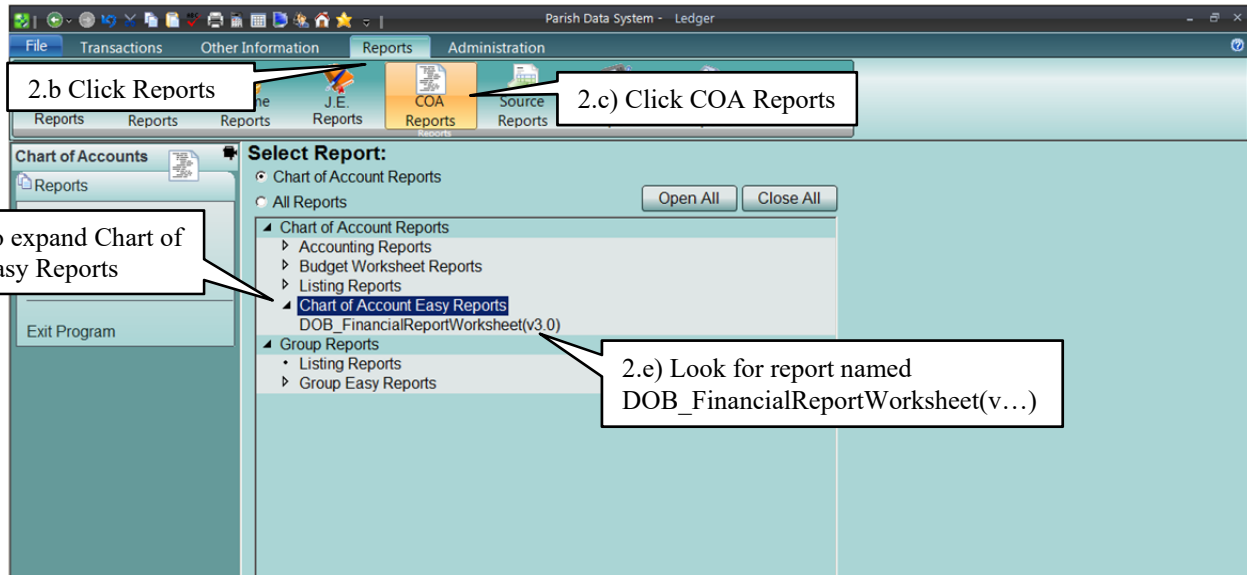 Parish Data System - Ledger
File Transactions Other Information Reports Administration
2.b Click Reports
2.c) Click COA Reports
J.E. COA Source
Reports Reports Reports Reports Reports Reports
Reports
Chart of Accounts
Reports
Exit Program
Select Report:
Chart of Account Reports
All Reports
Open All Close All
expand Chart of
Reports
Chart of Account Reports
Accounting Reports
Budget Worksheet Reports
Listing Reports
Chart of Account Easy Reports
DOB_FinancialReportWorksheet(v3.0)
Group Reports
Listing Reports
Group Easy Reports
2.e) Look for report named
DOB_FinancialReportWorksheet(v…)